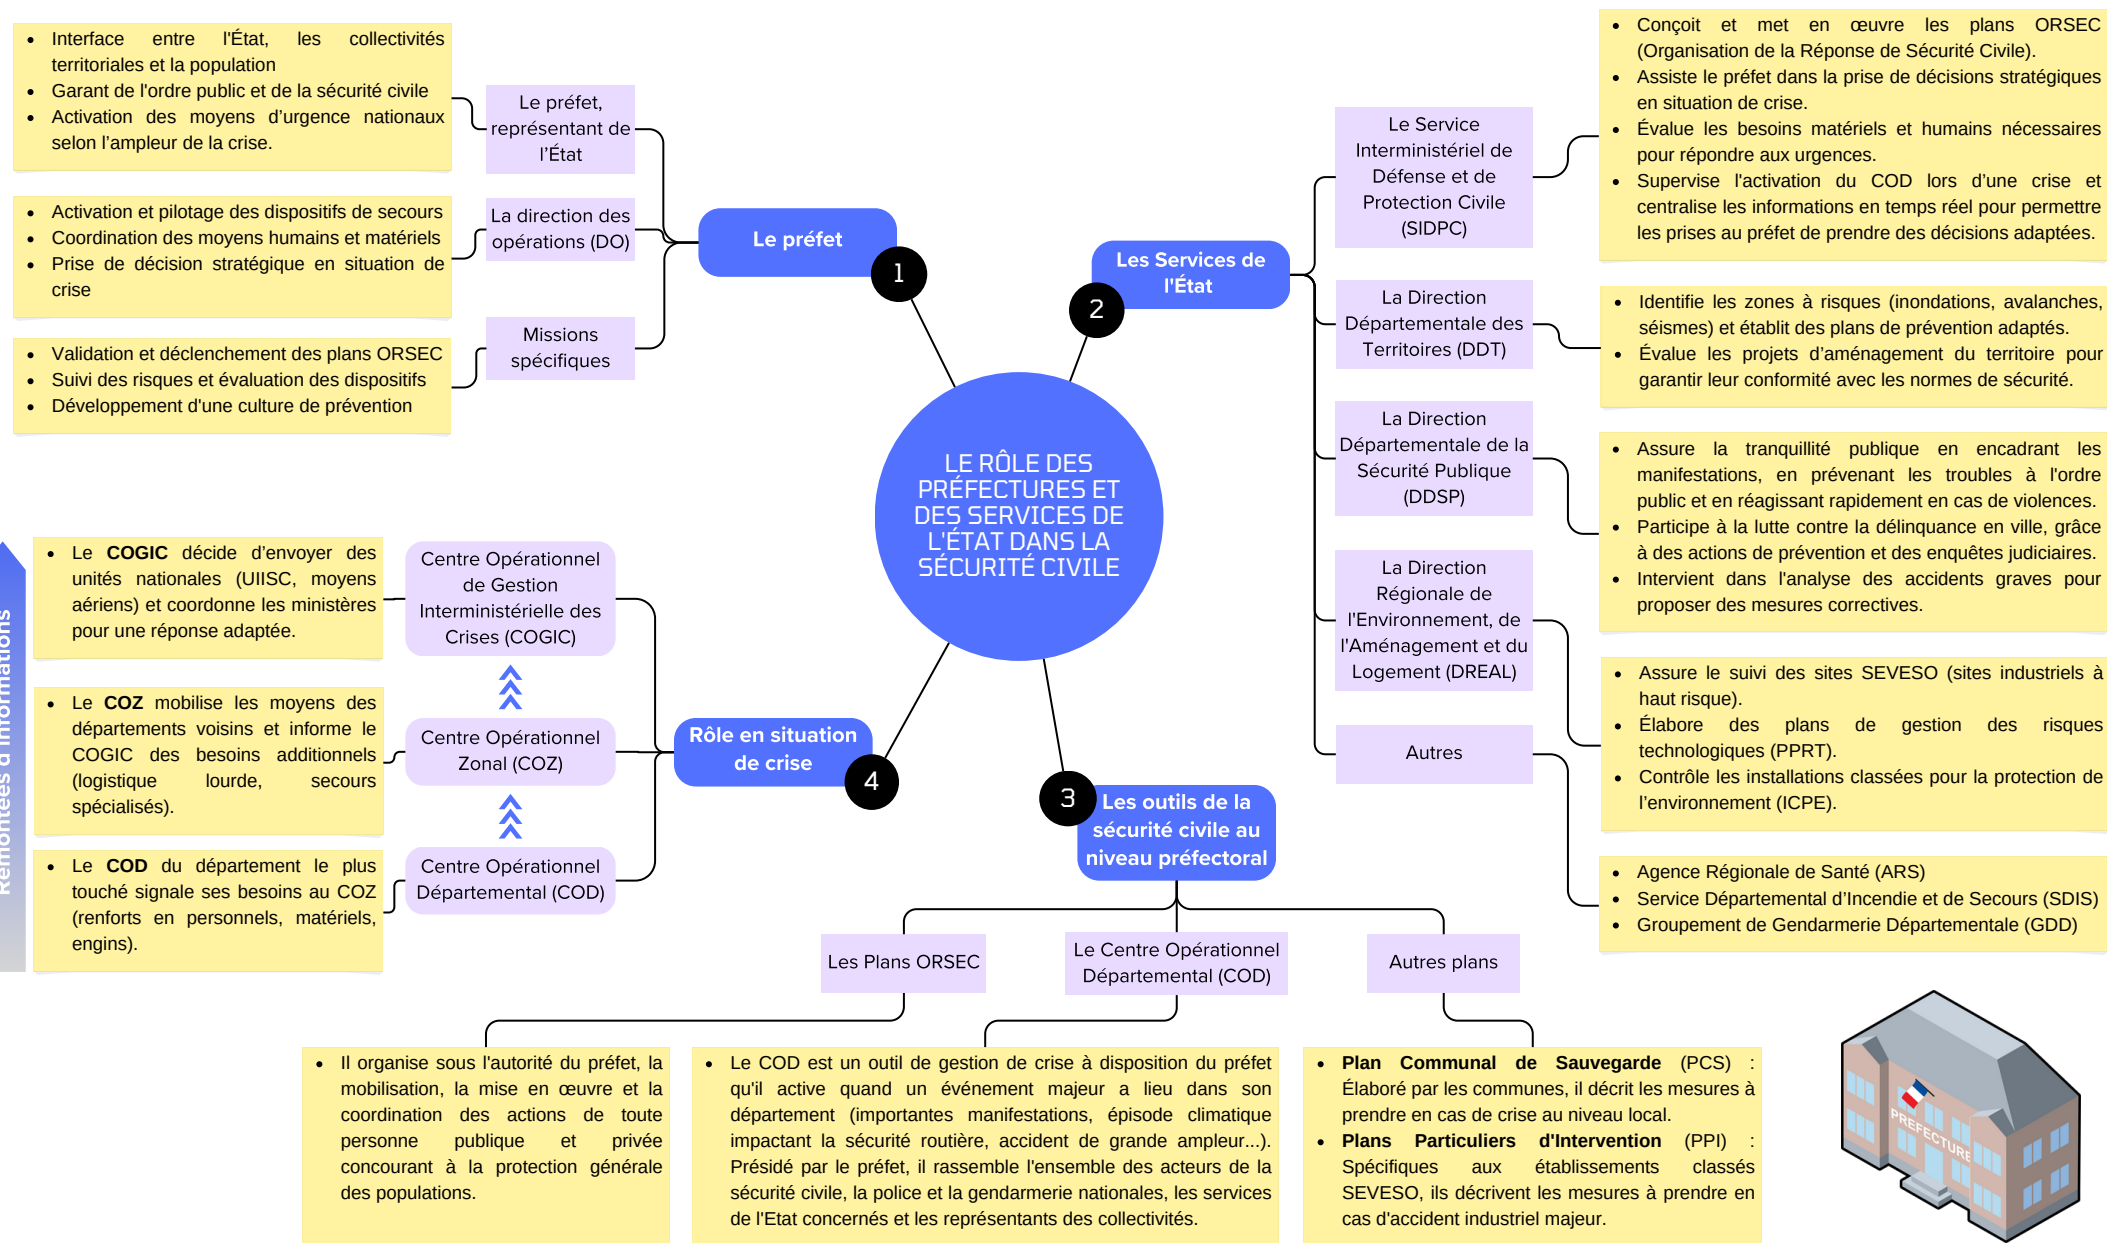 LE RÔLE DES
PRÉFECTURES ET
DES SERVICES DE
L'ÉTAT DANS LA
SÉCURITÉ CIVILE
1
Le préfet
Le préfet,
représentant de
l'État
• Interface entre l'État, les collectivités
territoriales et la population
• Garant de l'ordre public et de la sécurité civile
• Activation des moyens d'urgence nationaux
selon l'ampleur de la crise.
La direction des
opérations (DO)
• Activation et pilotage des dispositifs de secours
• Coordination des moyens humains et matériels
• Prise de décision stratégique en situation de
crise
Missions
spécifiques
• Validation et déclenchement des plans ORSEC
• Suivi des risques et évaluation des dispositifs
• Développement d'une culture de prévention
2
Les Services de
l'État
Le Service
Interministériel de
Défense et de
Protection Civile
(SIDPC)
• Conçoit et met en œuvre les plans ORSEC
(Organisation de la Réponse de Sécurité Civile).
• Assiste le préfet dans la prise de décisions stratégiques
en situation de crise.
• Évalue les besoins matériels et humains nécessaires
pour répondre aux urgences.
• Supervise l'activation du COD lors d'une crise et
centralise les informations en temps réel pour permettre
les prises au préfet de prendre des décisions adaptées.
La Direction
Départementale des
Territoires (DDT)
• Identifie les zones à risques (inondations, avalanches,
séismes) et établit des plans de prévention adaptés.
• Évalue les projets d'aménagement du territoire pour
garantir leur conformité avec les normes de sécurité.
La Direction
Départementale de la
Sécurité Publique
(DDSP)
• Assure la tranquillité publique en encadrant les
manifestations, en prévenant les troubles à l'ordre
public et en réagissant rapidement en cas de violences.
• Participe à la lutte contre la délinquance en ville, grâce
à des actions de prévention et des enquêtes judiciaires.
• Intervient dans l'analyse des accidents graves pour
proposer des mesures correctives.
La Direction
Régionale de
l'Environnement, de
l'Aménagement et du
Logement (DREAL)
• Assure le suivi des sites SEVESO (sites industriels à
haut risque).
• Élabore des plans de gestion des risques
technologiques (PPRT).
• Contrôle les installations classées pour la protection de
l'environnement (ICPE).
Autres
• Agence Régionale de Santé (ARS)
• Service Départemental d'Incendie et de Secours (SDIS)
• Groupement de Gendarmerie Départementale (GDD)
3
Les outils de la
sécurité civile au
niveau préfectoral
Les Plans ORSEC
• Il organise sous l'autorité du préfet, la
mobilisation, la mise en œuvre et la
coordination des actions de toute
personne publique et privée
concourant à la protection générale
des populations.
Le Centre Opérationnel
Départemental (COD)
• Le COD est un outil de gestion de crise à disposition du préfet
qu'il active quand un événement majeur a lieu dans son
département (importantes manifestations, épisode climatique
impactant la sécurité routière, accident de grande ampleur...).
Présidé par le préfet, il rassemble l'ensemble des acteurs de la
sécurité civile, la police et la gendarmerie nationales, les services
de l'Etat concernés et les représentants des collectivités.
Autres plans
• Plan Communal de Sauvegarde (PCS) :
Élaboré par les communes, il décrit les mesures à
prendre en cas de crise au niveau local.
• Plans Particuliers d'Intervention (PPI) :
Spécifiques aux établissements classés
SEVESO, ils décrivent les mesures à prendre en
cas d'accident industriel majeur.
4
Rôle en situation
de crise
Centre Opérationnel
de Gestion
Interministérielle des
Crises (COGIC)
• Le COGIC décide d'envoyer des
unités nationales (UIISC, moyens
aériens) et coordonne les ministères
pour une réponse adaptée.
Centre Opérationnel
Zonal (COZ)
• Le COZ mobilise les moyens des
départements voisins et informe le
COGIC des besoins additionnels
(logistique lourde, secours
spécialisés).
Centre Opérationnel
Départemental (COD)
• Le COD du département le plus
touché signale ses besoins au COZ
(renforts en personnels, matériels,
engins).
Remontées d'informations
PREFECTURE